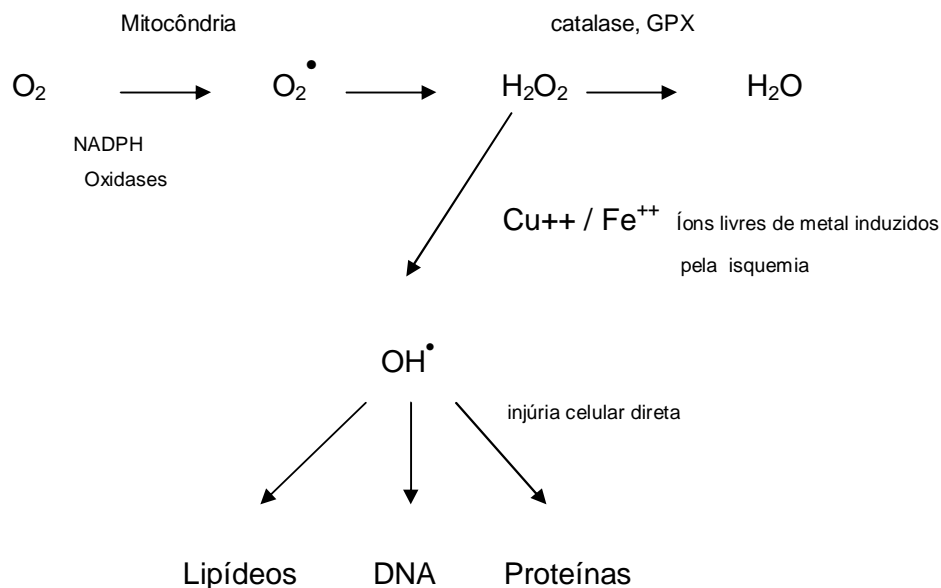 Mitocôndria catalase, GPX
O₂ O₂• H₂O₂ H₂O
NADPH
Oxidases
Cu++ / Fe⁺⁺ Íons livres de metal induzidos
pela isquemia
OH•
injúria celular direta
Lipídeos DNA Proteínas